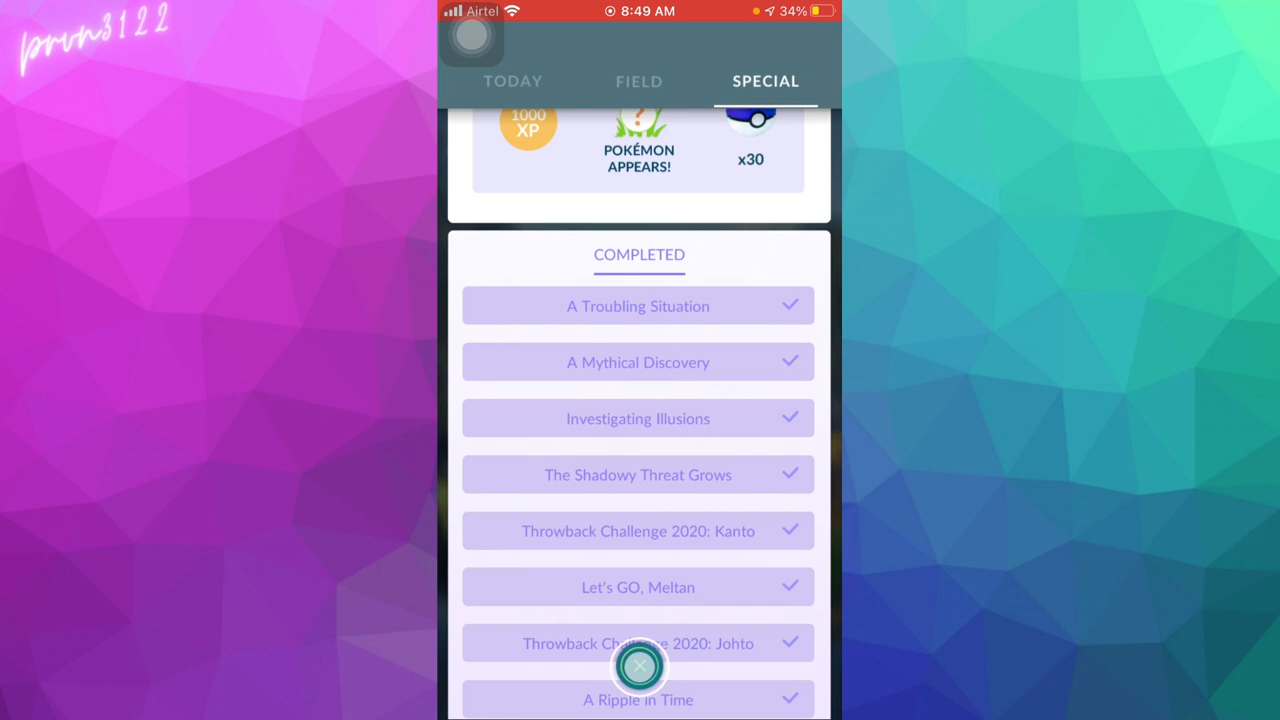 prvn3122
Airtel 8:49 AM 34%
TODAY FIELD SPECIAL
1000
XP
POKÉMON
APPEARS!
x30
COMPLETED
A Troubling Situation
A Mythical Discovery
Investigating Illusions
The Shadowy Threat Grows
Throwback Challenge 2020: Kanto
Let's GO, Meltan
Throwback Challenge 2020: Johto
A Ripple in Time